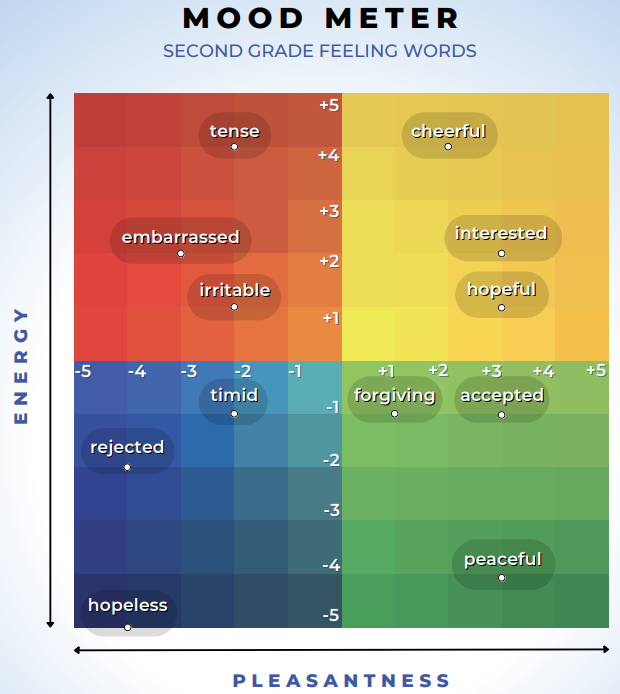 MOOD METER
SECOND GRADE FEELING WORDS
+5
tense
cheerful
+4
+3
embarrassed
interested
+2
irritable
hopeful
+1
-5 -4 -3 -2 -1 +1 +2 +3 +4 +5
timid
forgiving
accepted
-1
rejected
-2
-3
peaceful
-4
hopeless
-5
ENERGY
PLEASANTNESS